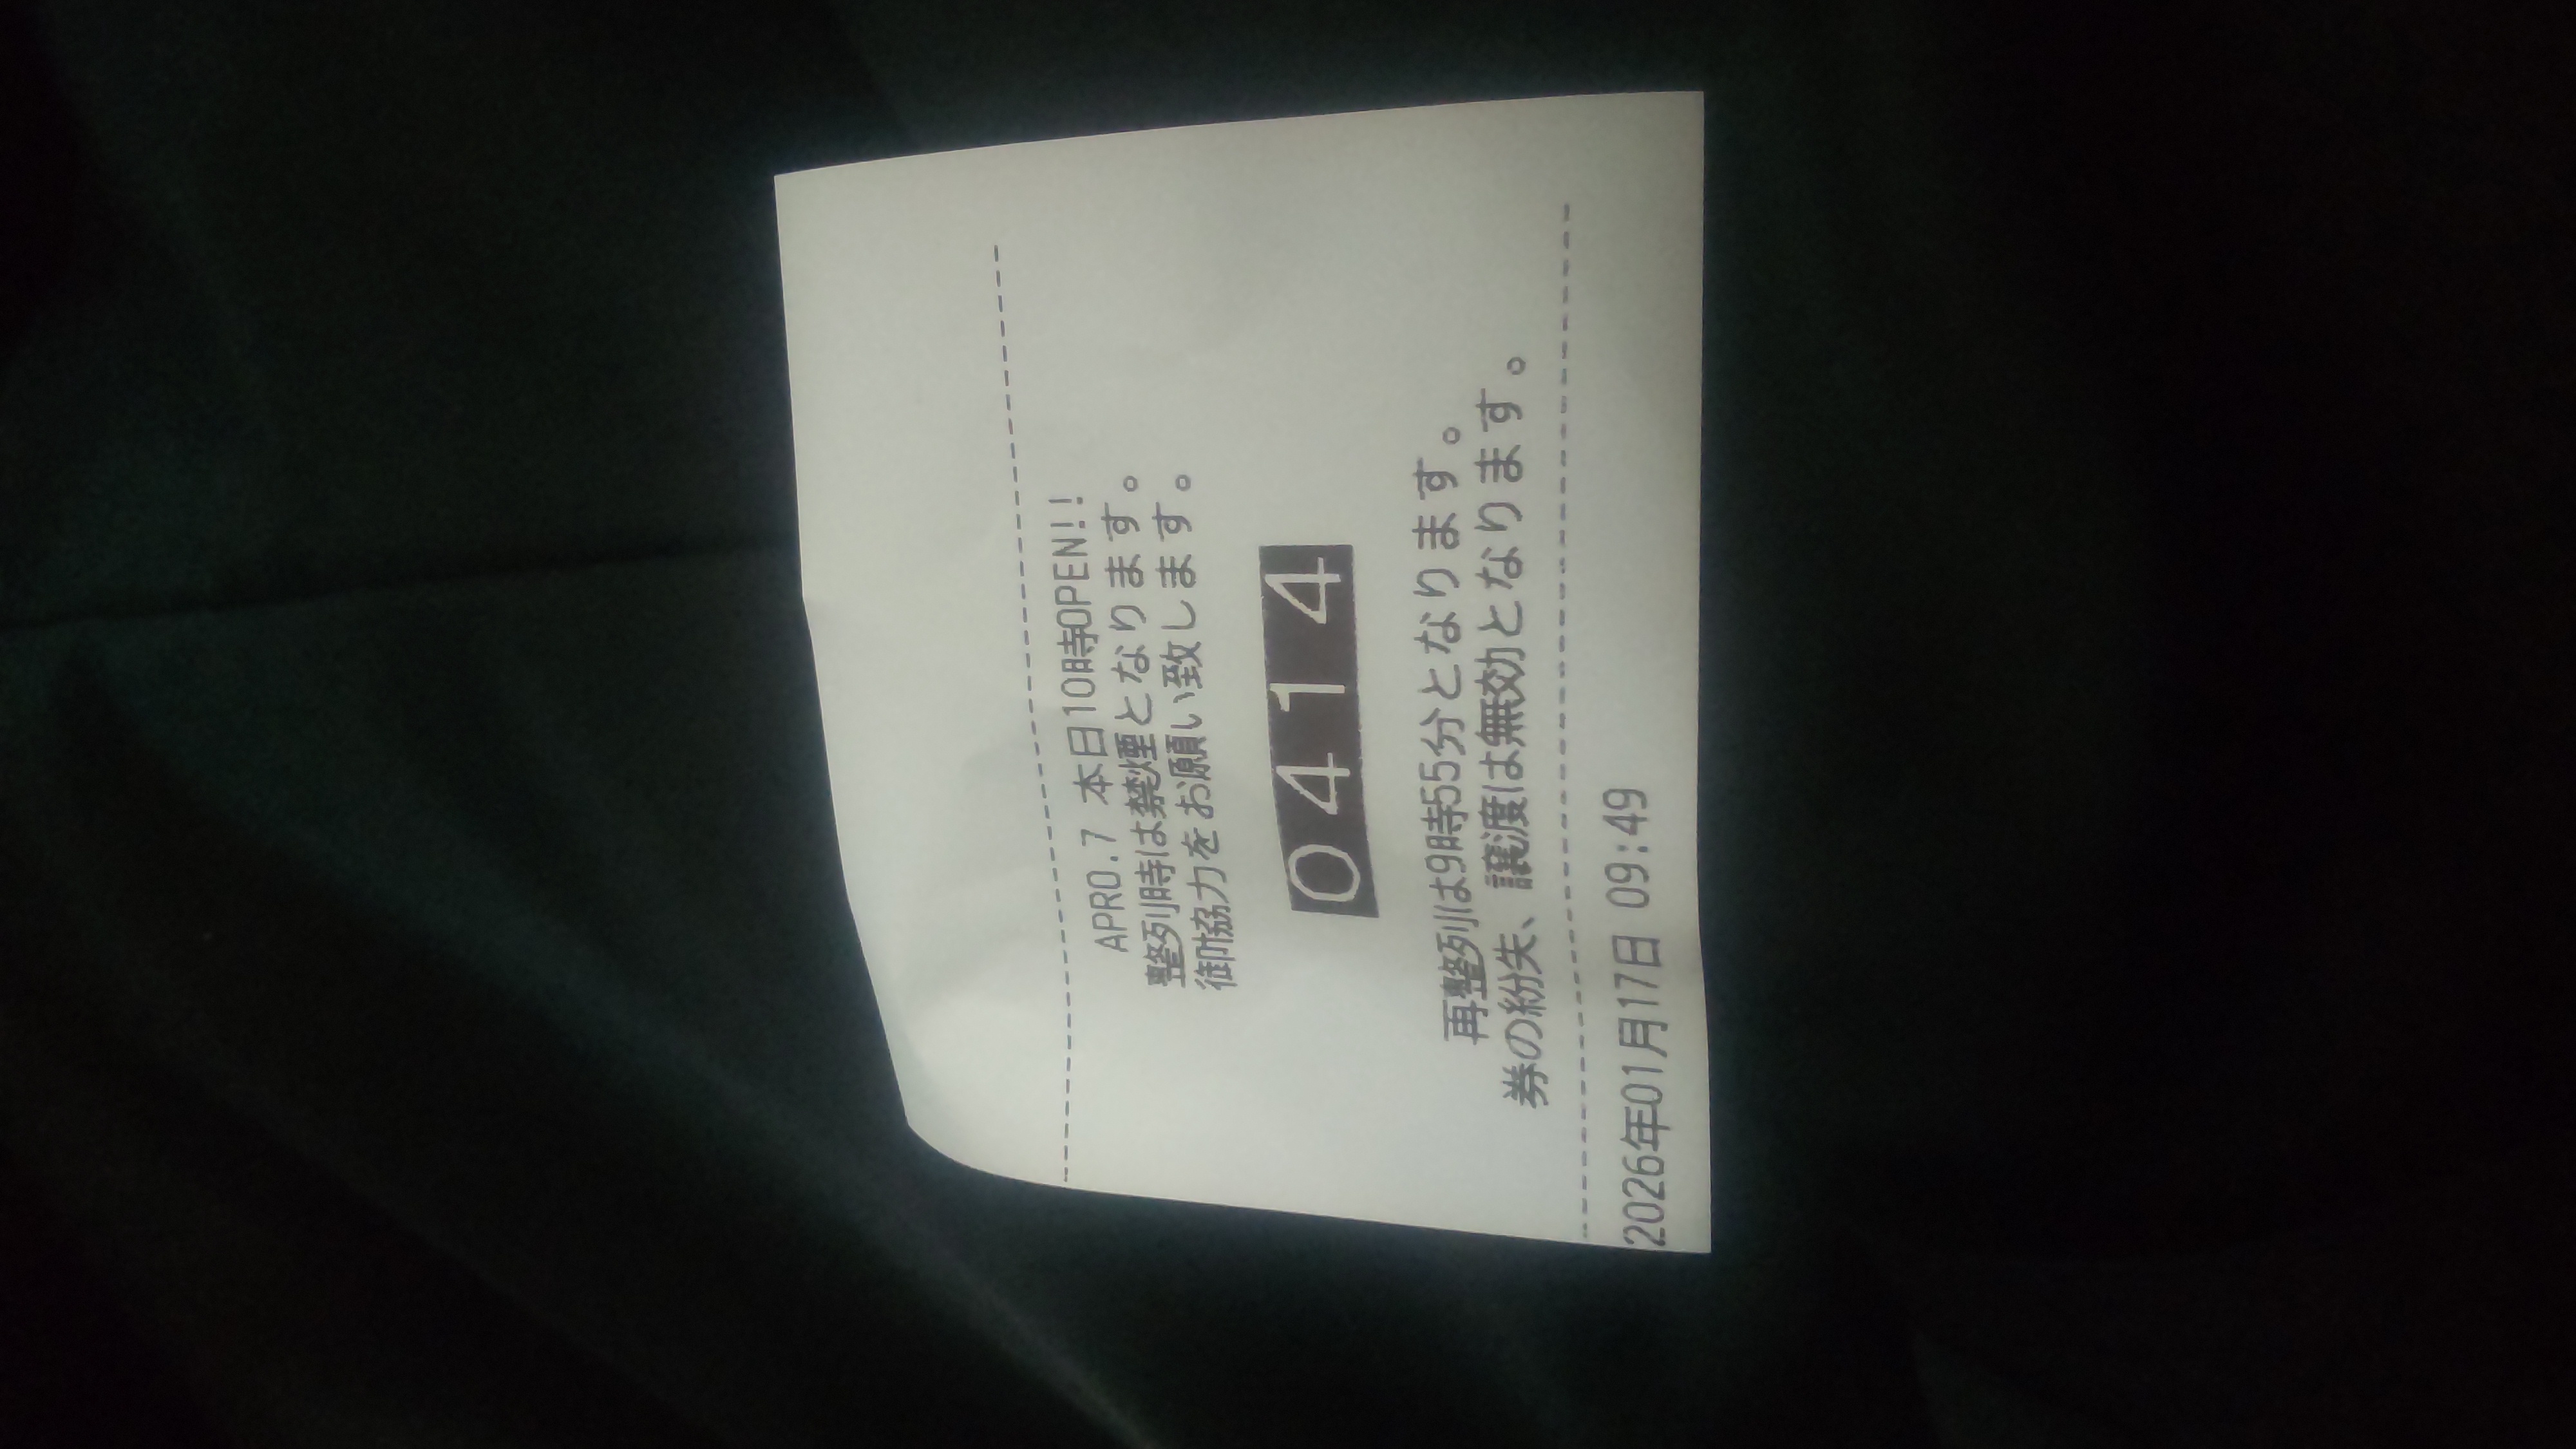 APRO.7 本日10時OPEN!!
整列時は禁煙となります。
御協力をお願い致します。
0414
再整列は9時55分となります。
券の紛失、譲渡は無効となります。
2026年01月17日 09:49